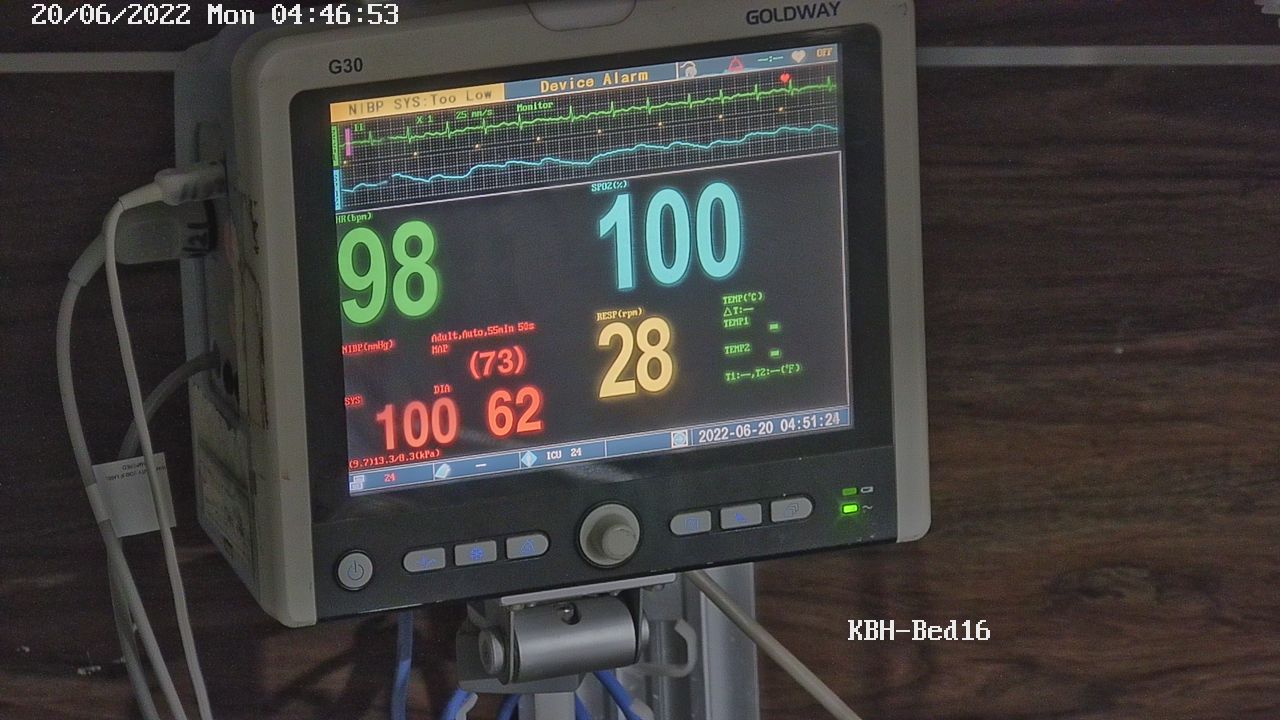 20/06/2022 Mon 04:46:53
GOLDWAY
G30
NIBP SYS:Too Low
Device Alarm
--:--
OFF
II
X 1
25 mm/s
Monitor
HR(bpm)
98
SPO2(%)
100
NIBP(mmHg)
Adult,Auto,55min 50s
MAP
(73)
SYS
DIA
100
62
(9.7)13.3/8.3(kPa)
RESP(rpm)
28
TEMP(°C)
△T:--
TEMP1
--
TEMP2
--
T1:--,T2:--(°F)
24
--
ICU 24
2022-06-20 04:51:24
KBH-Bed16